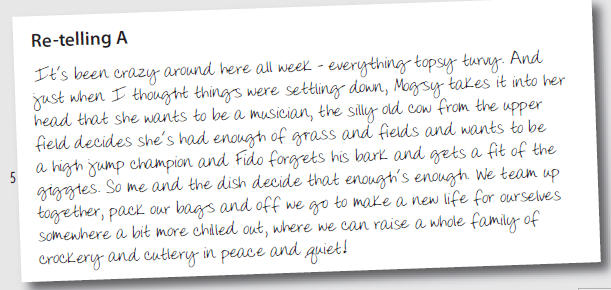 Re-telling A
It's been crazy around here all week - everything topsy turvy. And
just when I thought things were settling down, Mogsy takes it into her
head that she wants to be a musician, the silly old cow from the upper
field decides she's had enough of grass and fields and wants to be
a high jump champion and Fido forgets his bark and gets a fit of the
5 giggles. So me and the dish decide that enough's enough. We team up
together, pack our bags and off we go to make a new life for ourselves
somewhere a bit more chilled out, where we can raise a whole family of
crockery and cutlery in peace and quiet!